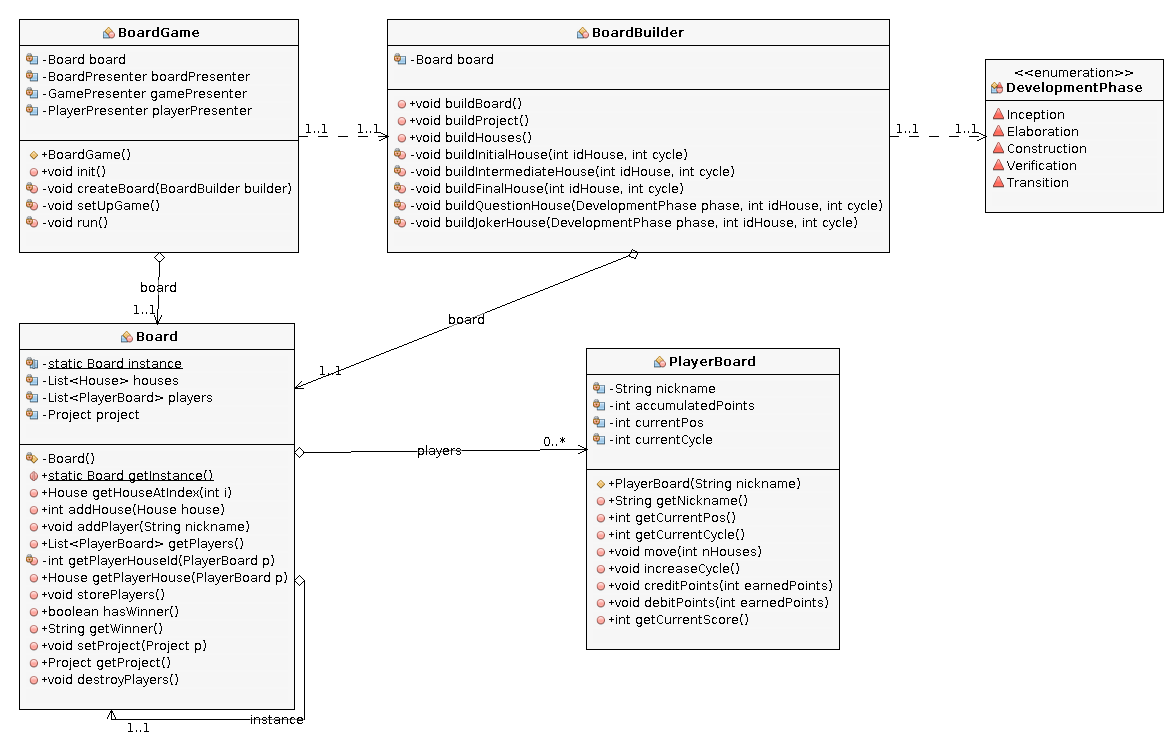 BoardGame
-Board board
-BoardPresenter boardPresenter
-GamePresenter gamePresenter
-PlayerPresenter playerPresenter
+BoardGame()
+void init()
-void createBoard(BoardBuilder builder)
-void setUpGame()
-void run()
1..1 1..1
BoardBuilder
-Board board
+void buildBoard()
+void buildProject()
+void buildHouses()
-void buildInitialHouse(int idHouse, int cycle)
-void buildIntermediateHouse(int idHouse, int cycle)
-void buildFinalHouse(int idHouse, int cycle)
-void buildQuestionHouse(DevelopmentPhase phase, int idHouse, int cycle)
-void buildJokerHouse(DevelopmentPhase phase, int idHouse, int cycle)
1..1 1..1
<<enumeration>>
DevelopmentPhase
Inception
Elaboration
Construction
Verification
Transition
board
1..1
board
1..1
Board
-static Board instance
-List<House> houses
-List<PlayerBoard> players
-Project project
-Board()
+static Board getInstance()
+House getHouseAtIndex(int i)
+int addHouse(House house)
+void addPlayer(String nickname)
+List<PlayerBoard> getPlayers()
-int getPlayerHouseId(PlayerBoard p)
+House getPlayerHouse(PlayerBoard p)
+void storePlayers()
+boolean hasWinner()
+String getWinner()
+void setProject(Project p)
+Project getProject()
+void destroyPlayers()
players
0..*
PlayerBoard
-String nickname
-int accumulatedPoints
-int currentPos
-int currentCycle
+PlayerBoard(String nickname)
+String getNickname()
+int getCurrentPos()
+int getCurrentCycle()
+void move(int nHouses)
+void increaseCycle()
+void creditPoints(int earnedPoints)
+void debitPoints(int earnedPoints)
+int getCurrentScore()
instance
1..1